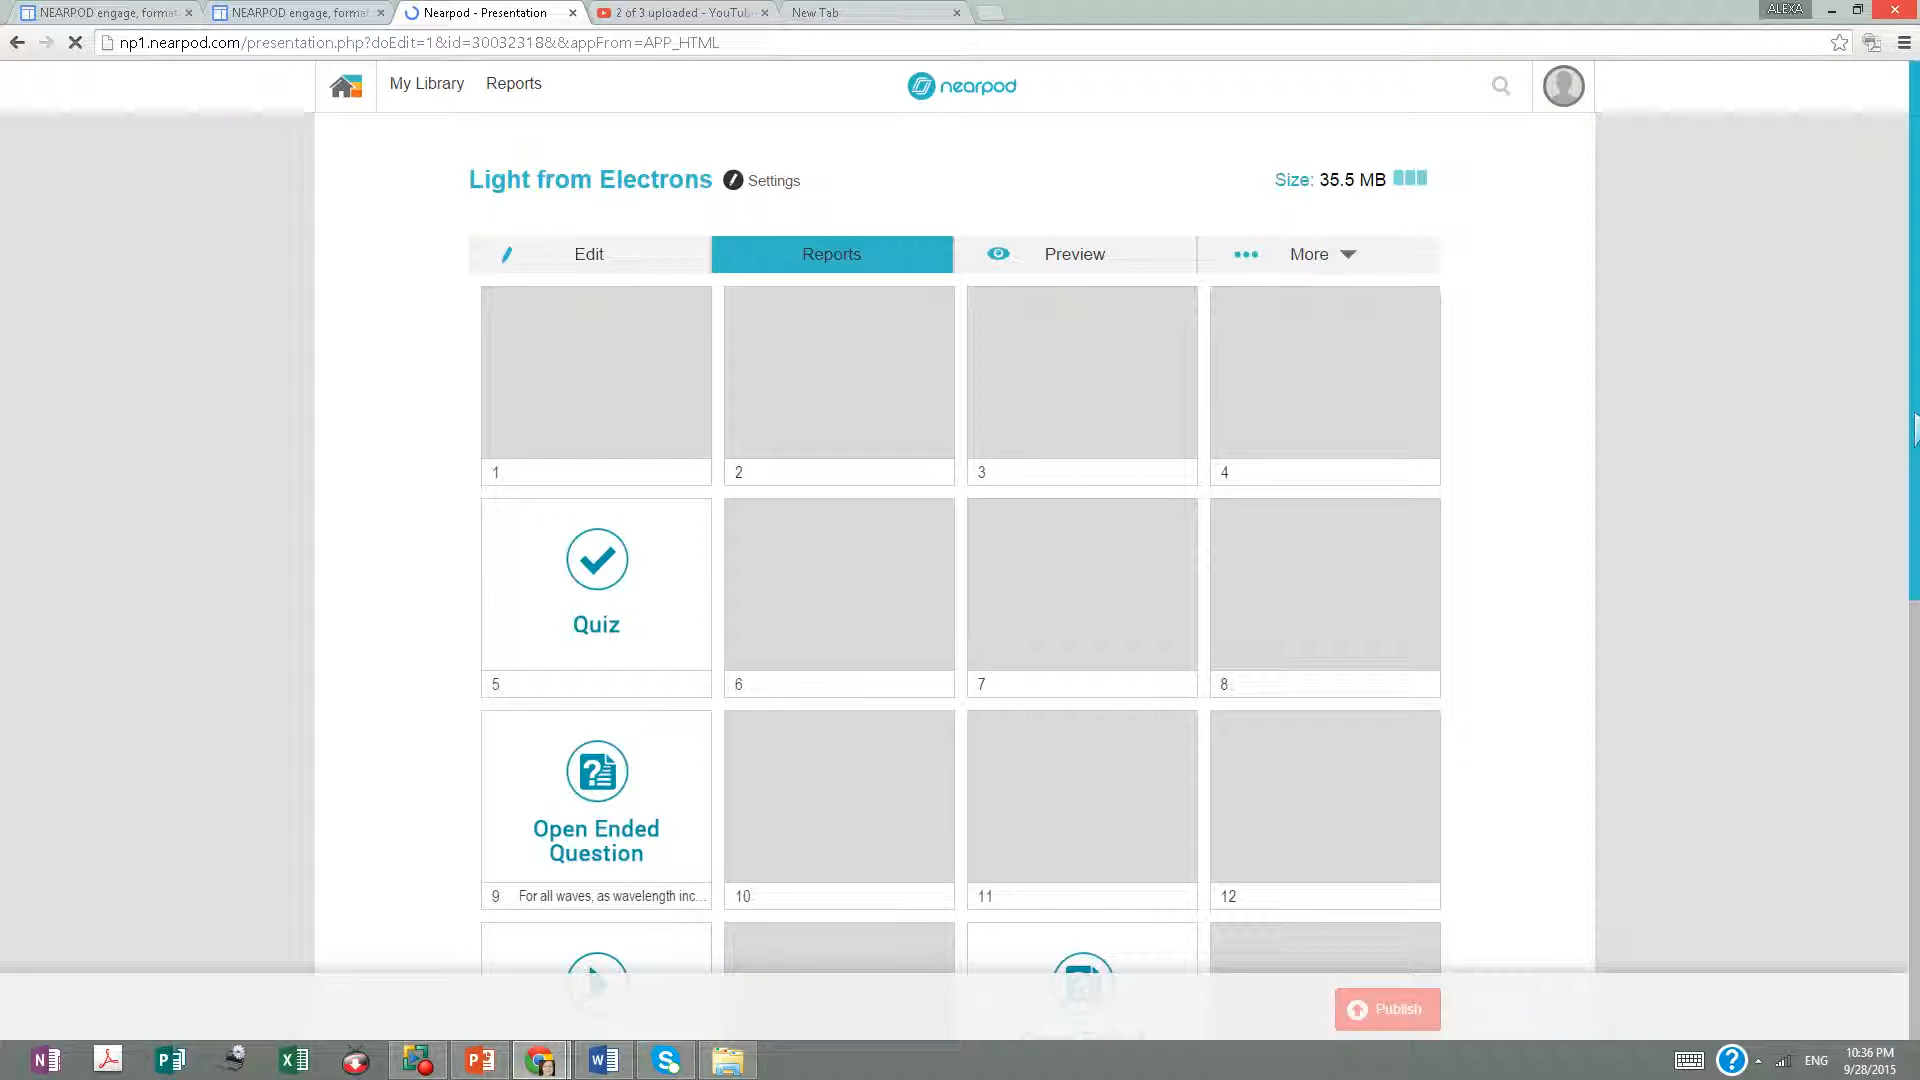 NEARPOD engage, format
NEARPOD engage, format
Nearpod - Presentation
2 of 3 uploaded - YouTub
New Tab
ALEXA
np1.nearpod.com/presentation.php?doEdit=1&id=30032318&&appFrom=APP_HTML
My Library
Reports
nearpod
Light from Electrons
Settings
Size: 35.5 MB
Edit
Reports
Preview
More
1
2
3
4
Quiz
5
6
7
8
Open Ended
Question
9 For all waves, as wavelength inc...
10
11
12
Publish
ENG
10:36 PM
9/28/2015